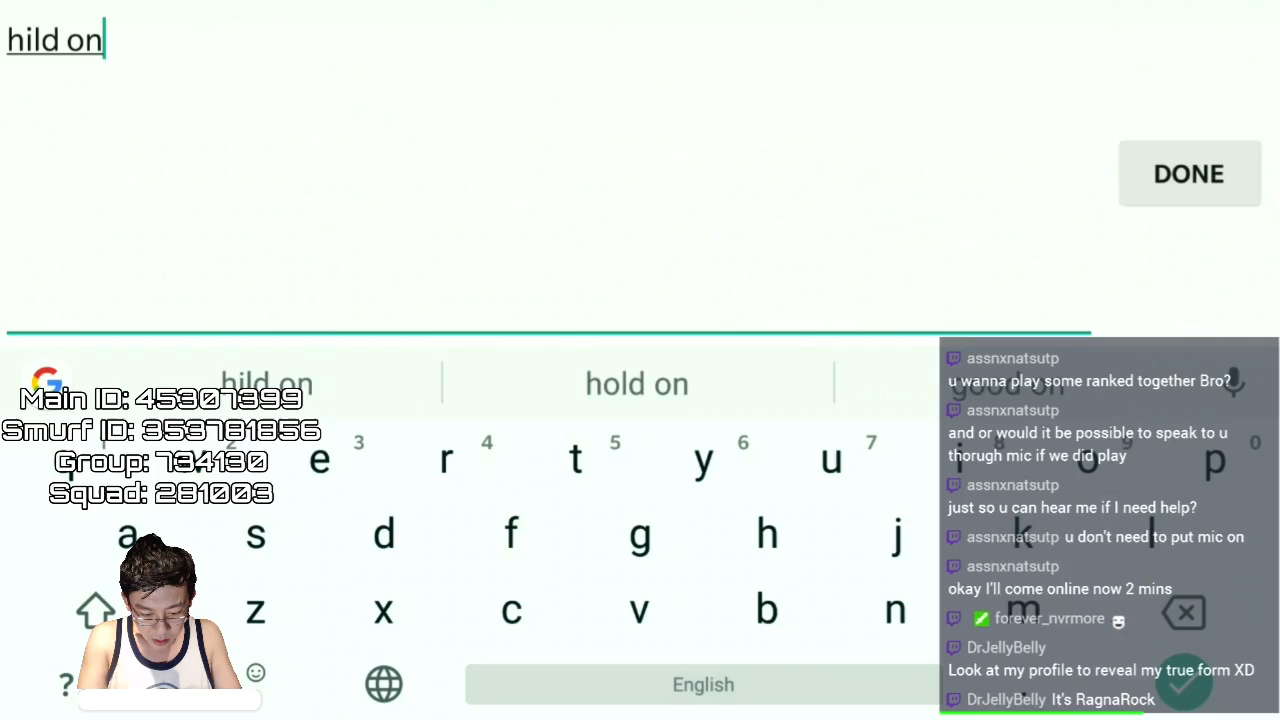 hild on
DONE
hild on
hold on
good on
Main ID: 45307399
Smurf ID: 353781856
Group: 734130
Squad: 281003
2 3 4 5 6 7 9 0
e r t y u i o p
a s d f g h j k l
z x c v b n m
? English .
assnxnatsutp
u wanna play some ranked together Bro?
assnxnatsutp
and or would it be possible to speak to u
thorugh mic if we did play
assnxnatsutp
just so u can hear me if I need help?
assnxnatsutp u don't need to put mic on
assnxnatsutp
okay I'll come online now 2 mins
forever_nvrmore
DrJellyBelly
Look at my profile to reveal my true form XD
DrJellyBelly It's RagnaRock